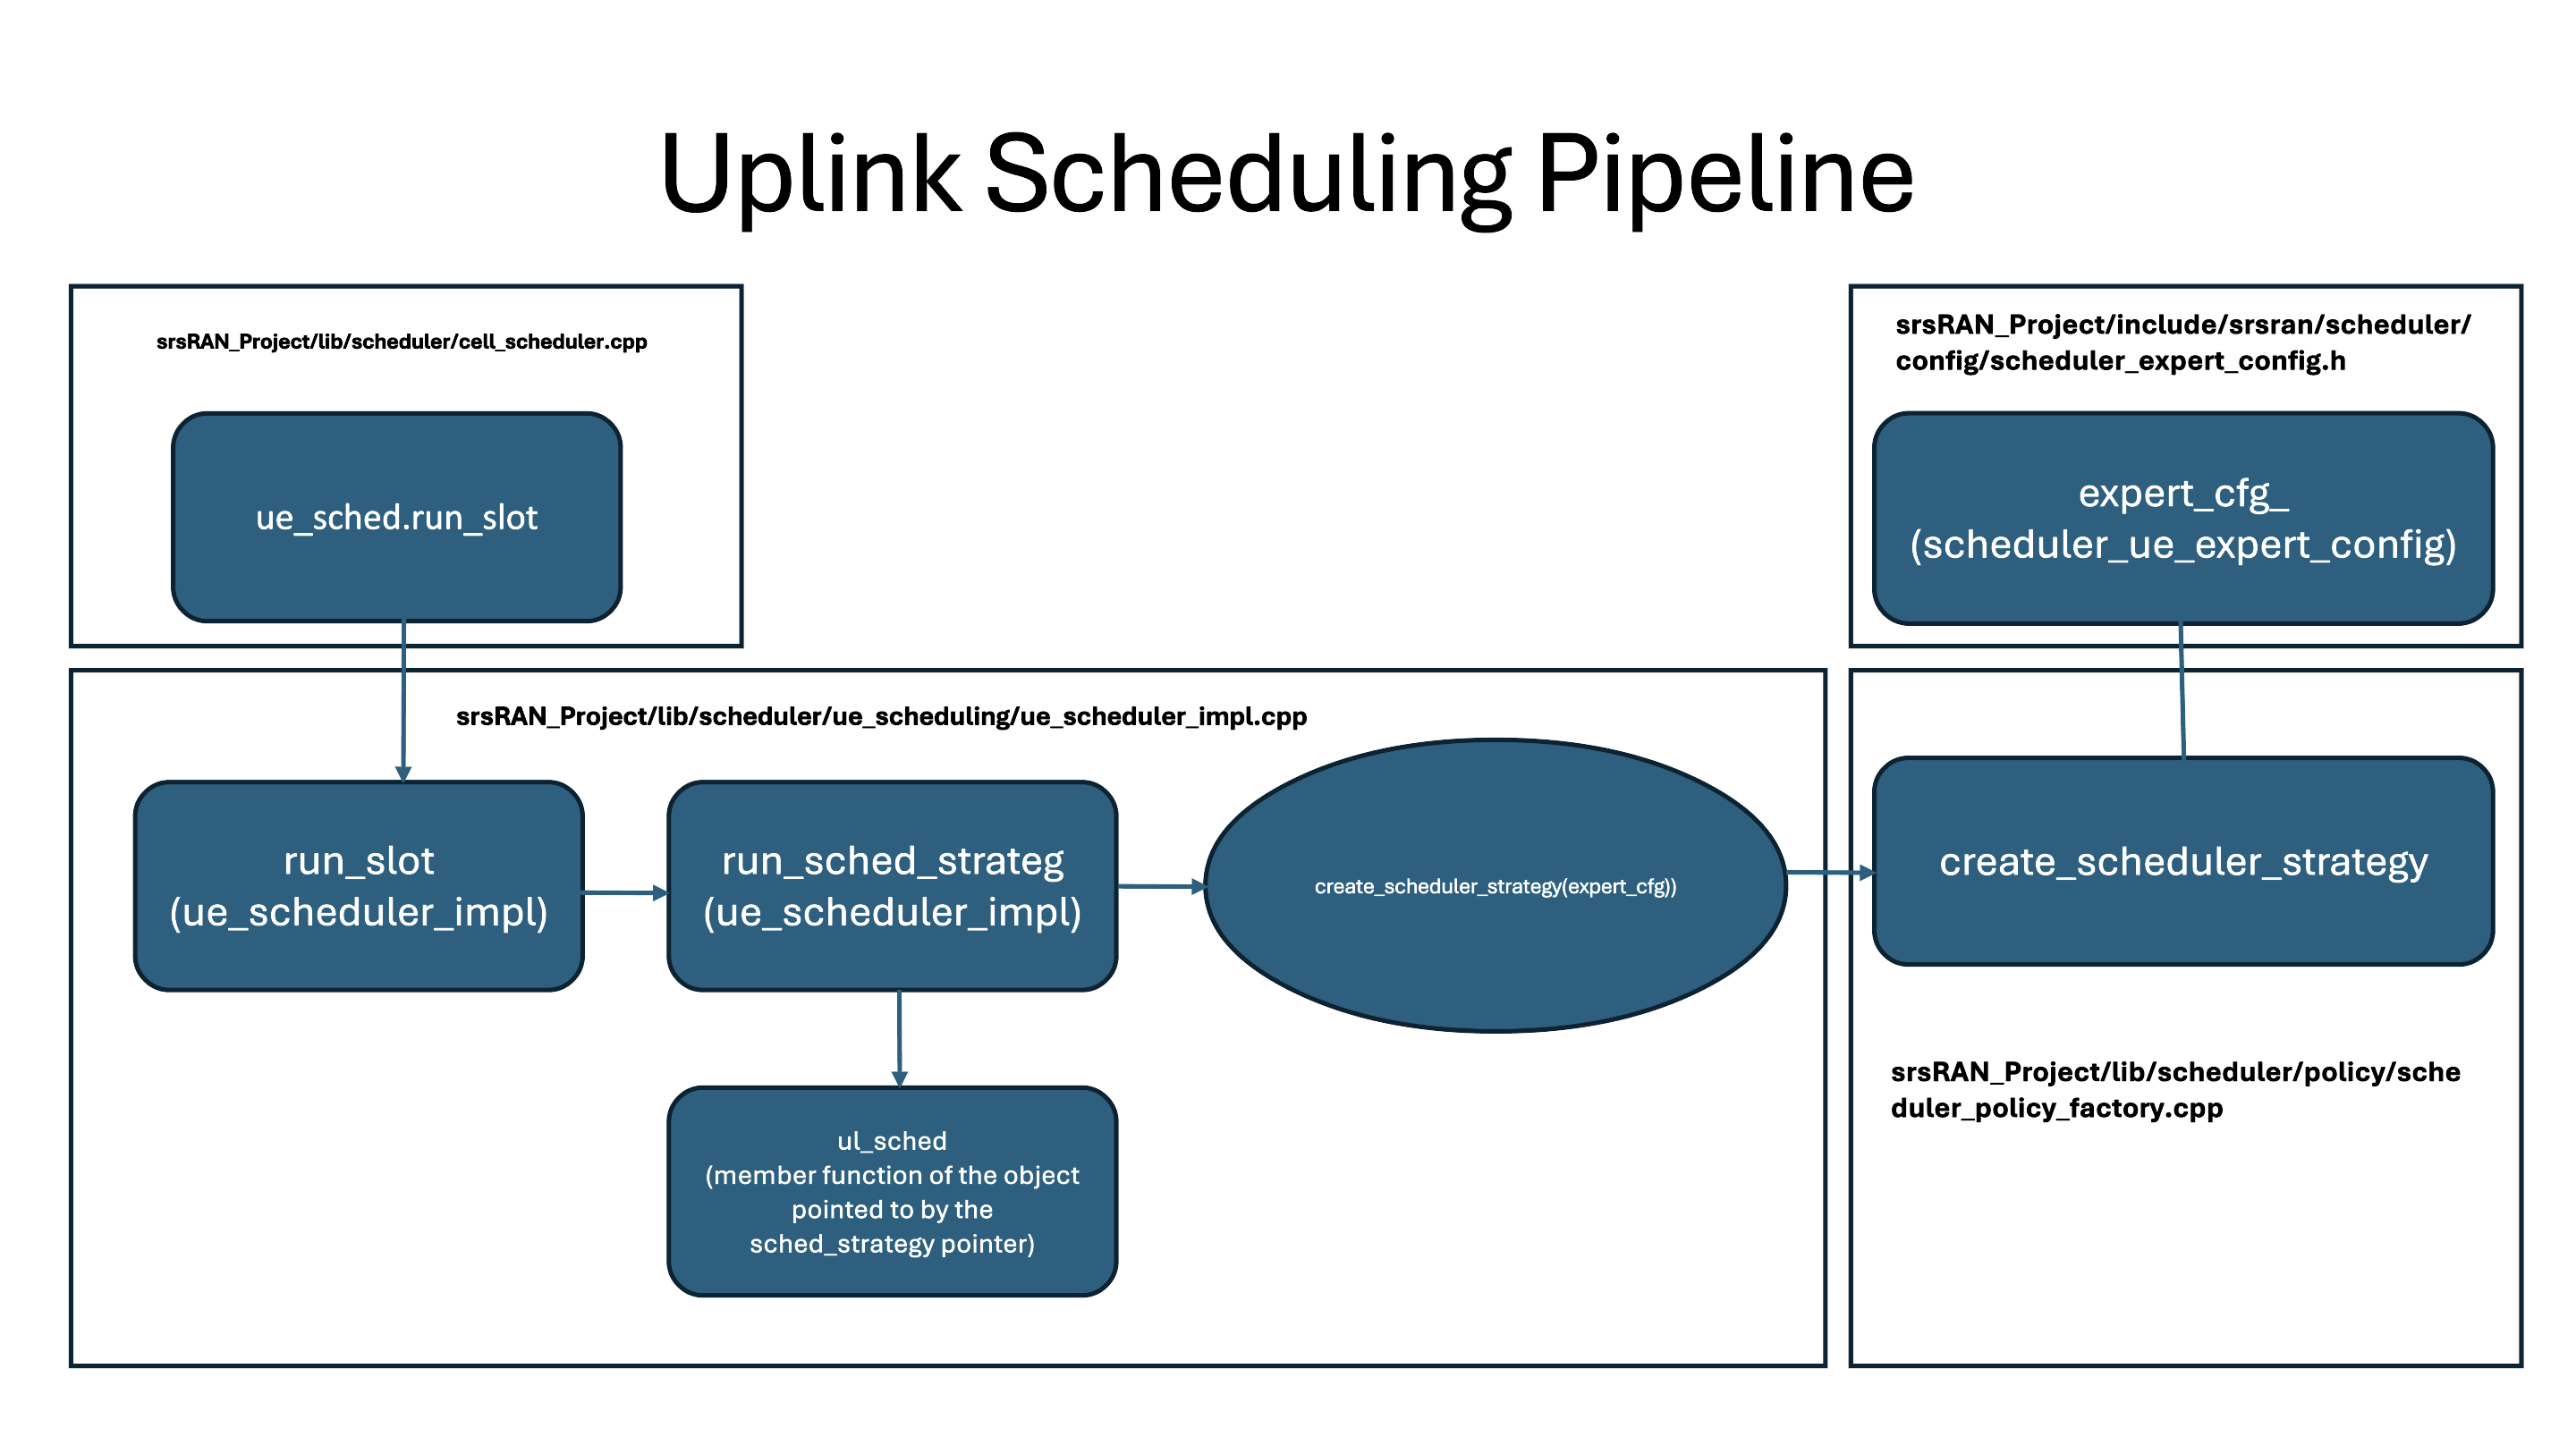 Uplink Scheduling Pipeline
srsRAN_Project/lib/scheduler/cell_scheduler.cpp
ue_sched.run_slot
srsRAN_Project/include/srsran/scheduler/
config/scheduler_expert_config.h
expert_cfg_
(scheduler_ue_expert_config)
srsRAN_Project/lib/scheduler/ue_scheduling/ue_scheduler_impl.cpp
run_slot
(ue_scheduler_impl)
run_sched_strateg
(ue_scheduler_impl)
create_scheduler_strategy(expert_cfg))
create_scheduler_strategy
ul_sched
(member function of the object
pointed to by the
sched_strategy pointer)
srsRAN_Project/lib/scheduler/policy/sche
duler_policy_factory.cpp